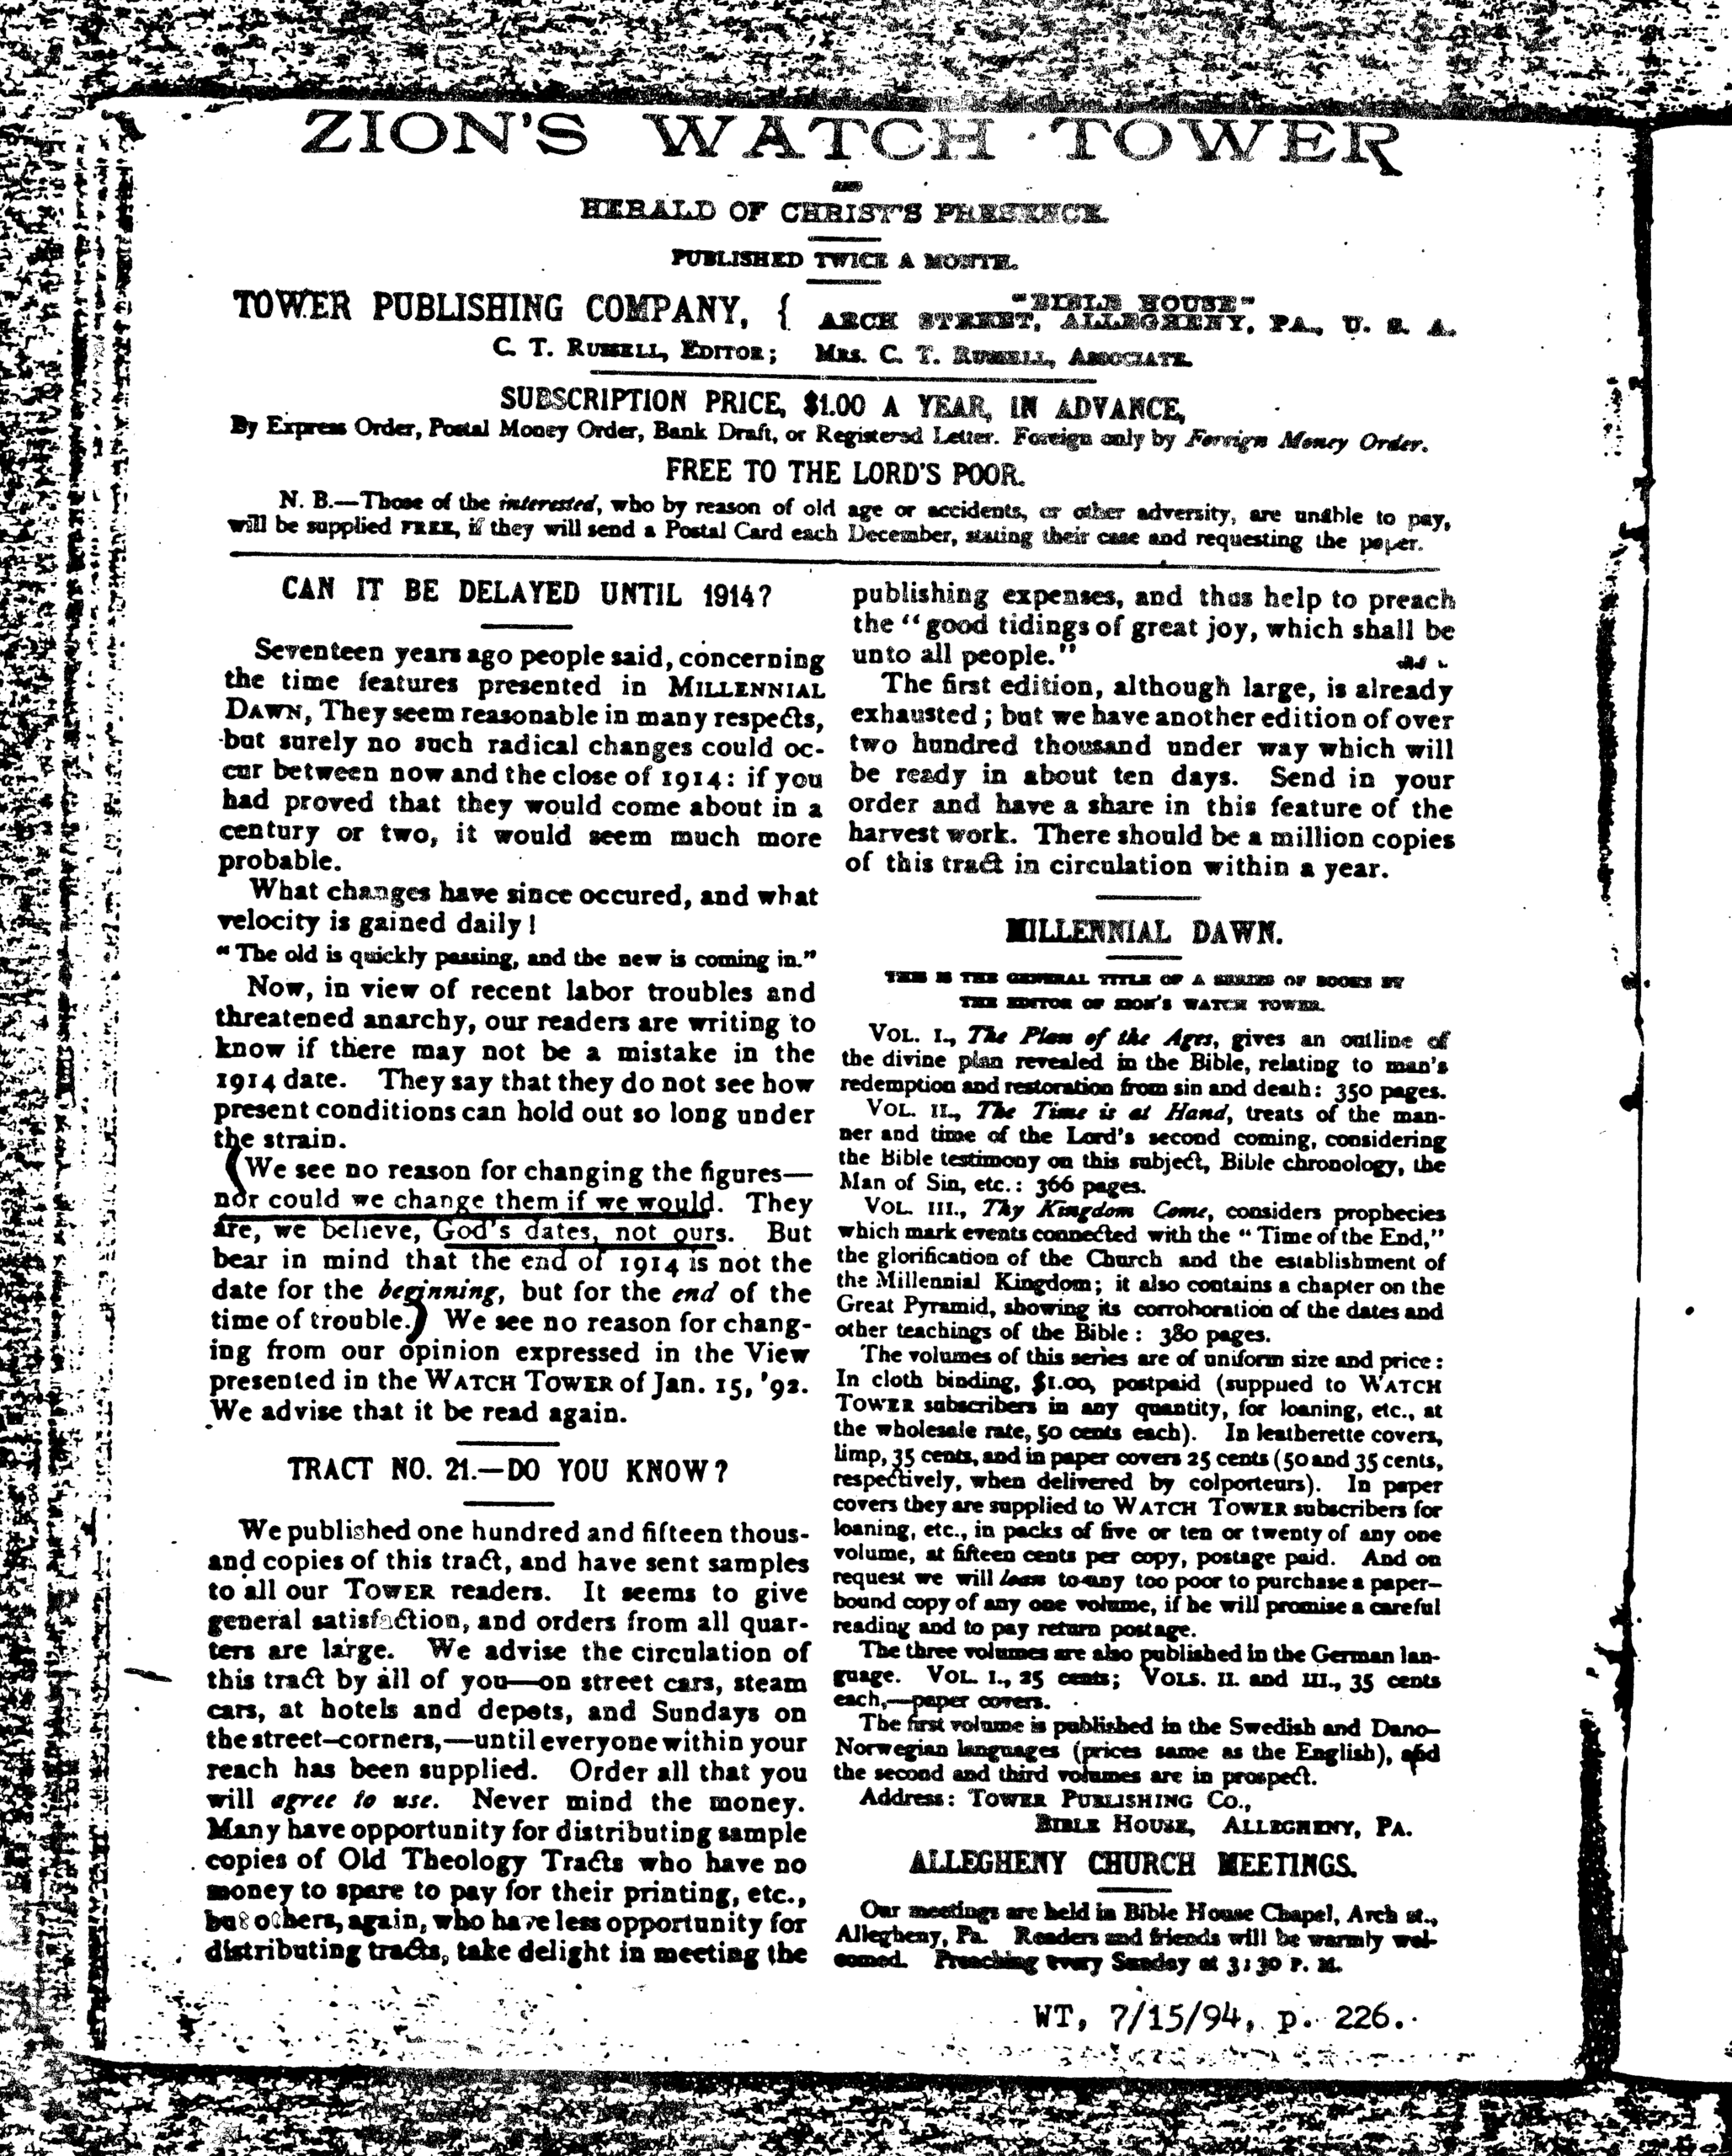 ZION'S WATCH TOWER
AND
HERALD OF CHRIST'S PRESENCE.
PUBLISHED TWICE A MONTH.
TOWER PUBLISHING COMPANY, {
"BIBLE HOUSE"
ARCH STREET, ALLEGHENY, PA., U. S. A.
C. T. RUSSELL, EDITOR; MRS. C. T. RUSSELL, ASSOCIATE.
SUBSCRIPTION PRICE, $1.00 A YEAR, IN ADVANCE,
By Express Order, Postal Money Order, Bank Draft, or Registered Letter. Foreign only by Foreign Money Order.
FREE TO THE LORD'S POOR.
N. B.—Those of the interested, who by reason of old age or accidents, or other adversity, are unable to pay,
will be supplied FREE, if they will send a Postal Card each December, stating their case and requesting the paper.
CAN IT BE DELAYED UNTIL 1914?
Seventeen years ago people said, concerning
the time features presented in MILLENNIAL
DAWN, They seem reasonable in many respects,
but surely no such radical changes could oc-
cur between now and the close of 1914: if you
had proved that they would come about in a
century or two, it would seem much more
probable.
What changes have since occured, and what
velocity is gained daily!
"The old is quickly passing, and the new is coming in."
Now, in view of recent labor troubles and
threatened anarchy, our readers are writing to
know if there may not be a mistake in the
1914 date. They say that they do not see how
present conditions can hold out so long under
the strain.
(We see no reason for changing the figures—
nor could we change them if we would. They
are, we believe, God's dates, not ours. But
bear in mind that the end of 1914 is not the
date for the beginning, but for the end of the
time of trouble.) We see no reason for chang-
ing from our opinion expressed in the View
presented in the WATCH TOWER of Jan. 15, '92.
We advise that it be read again.
TRACT NO. 21.—DO YOU KNOW?
We published one hundred and fifteen thous-
and copies of this tract, and have sent samples
to all our TOWER readers. It seems to give
general satisfaction, and orders from all quar-
ters are large. We advise the circulation of
this tract by all of you—on street cars, steam
cars, at hotels and depots, and Sundays on
the street-corners,—until everyone within your
reach has been supplied. Order all that you
will agree to use. Never mind the money.
Many have opportunity for distributing sample
copies of Old Theology Tracts who have no
money to spare to pay for their printing, etc.,
but others, again, who have less opportunity for
distributing tracts, take delight in meeting the
publishing expenses, and thus help to preach
the "good tidings of great joy, which shall be
unto all people."
The first edition, although large, is already
exhausted; but we have another edition of over
two hundred thousand under way which will
be ready in about ten days. Send in your
order and have a share in this feature of the
harvest work. There should be a million copies
of this tract in circulation within a year.
MILLENNIAL DAWN.
THIS IS THE GENERAL TITLE OF A SERIES OF BOOKS BY
THE EDITOR OF ZION'S WATCH TOWER.
VOL. I., The Plan of the Ages, gives an outline of
the divine plan revealed in the Bible, relating to man's
redemption and restoration from sin and death: 350 pages.
VOL. II., The Time is at Hand, treats of the man-
ner and time of the Lord's second coming, considering
the Bible testimony on this subject, Bible chronology, the
Man of Sin, etc.: 366 pages.
VOL. III., Thy Kingdom Come, considers prophecies
which mark events connected with the "Time of the End,"
the glorification of the Church and the establishment of
the Millennial Kingdom; it also contains a chapter on the
Great Pyramid, showing its corroboration of the dates and
other teachings of the Bible: 380 pages.
The volumes of this series are of uniform size and price:
In cloth binding, $1.00, postpaid (supplied to WATCH
TOWER subscribers in any quantity, for loaning, etc., at
the wholesale rate, 50 cents each). In leatherette covers,
limp, 35 cents, and in paper covers 25 cents (50 and 35 cents,
respectively, when delivered by colporteurs). In paper
covers they are supplied to WATCH TOWER subscribers for
loaning, etc., in packs of five or ten or twenty of any one
volume, at fifteen cents per copy, postage paid. And on
request we will loan to any too poor to purchase a paper-
bound copy of any one volume, if he will promise a careful
reading and to pay return postage.
The three volumes are also published in the German lan-
guage. VOL. I., 25 cents; VOLS. II. and III., 35 cents
each,—paper covers.
The first volume is published in the Swedish and Dano-
Norwegian languages (prices same as the English), and
the second and third volumes are in prospect.
Address: TOWER PUBLISHING CO.,
BIBLE HOUSE, ALLEGHENY, PA.
ALLEGHENY CHURCH MEETINGS.
Our meetings are held in Bible House Chapel, Arch st.,
Allegheny, Pa. Readers and friends will be warmly wel-
comed. Preaching every Sunday at 3:30 P. M.
WT, 7/15/94, p. 226.